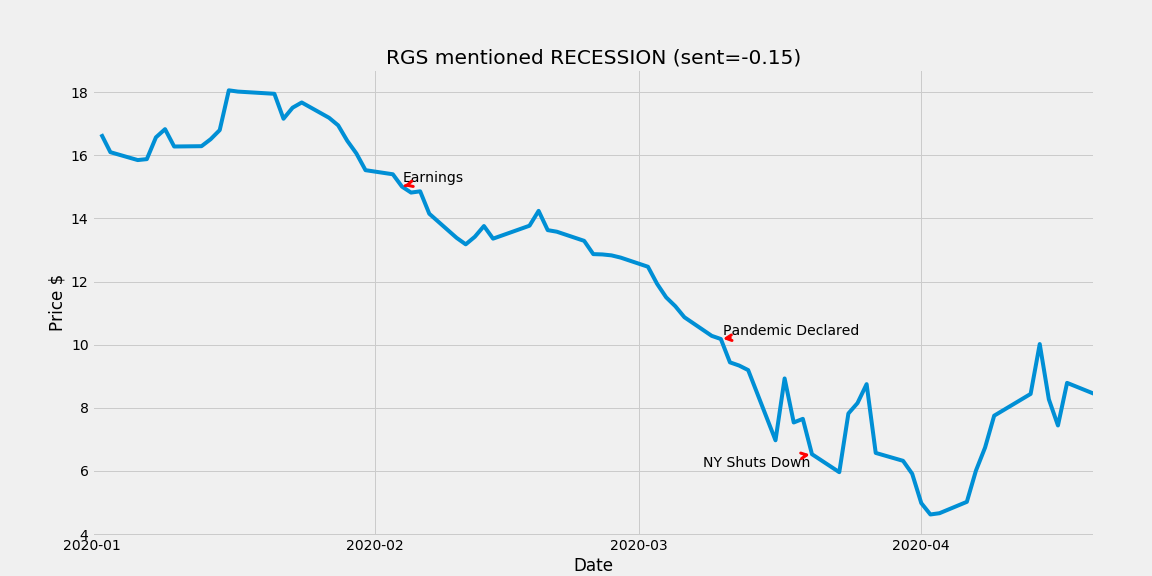 RGS mentioned RECESSION (sent=-0.15)
18
16
Earnings
14
12
Price $
Pandemic Declared
10
8
NY Shuts Down
6
4
2020-01 2020-02 2020-03 2020-04
Date